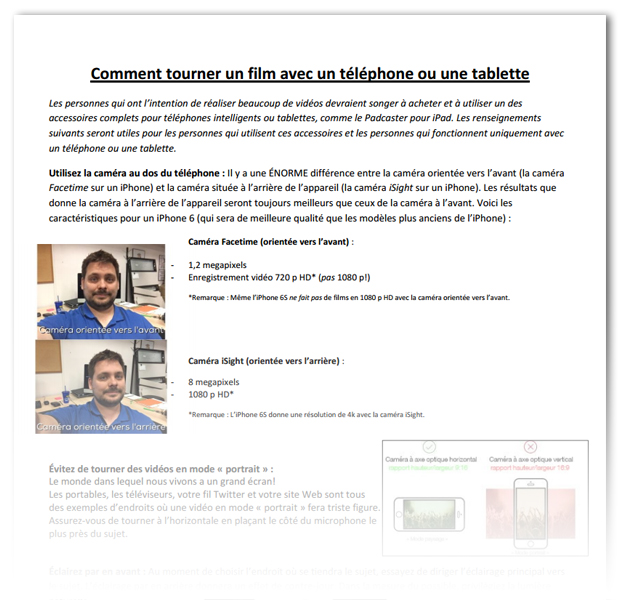 Comment tourner un film avec un téléphone ou une tablette
Les personnes qui ont l'intention de réaliser beaucoup de vidéos devraient songer à acheter et à utiliser un des
accessoires complets pour téléphones intelligents ou tablettes, comme le Padcaster pour iPad. Les renseignements
suivants seront utiles pour les personnes qui utilisent ces accessoires et les personnes qui fonctionnent uniquement avec
un téléphone ou une tablette.
Utilisez la caméra au dos du téléphone : Il y a une ÉNORME différence entre la caméra orientée vers l'avant (la caméra
Facetime sur un iPhone) et la caméra située à l'arrière de l'appareil (la caméra iSight sur un iPhone). Les résultats que
donne la caméra à l'arrière de l'appareil seront toujours meilleurs que ceux de la caméra à l'avant. Voici les
caractéristiques pour un iPhone 6 (qui sera de meilleure qualité que les modèles plus anciens de l'iPhone) :
Caméra Facetime (orientée vers l'avant) :
- 1,2 megapixels
- Enregistrement vidéo 720 p HD* (pas 1080 p!)
*Remarque : Même l'iPhone 6S ne fait pas de films en 1080 p HD avec la caméra orientée vers l'avant.
Caméra orientée vers l'avant
Caméra iSight (orientée vers l'arrière) :
- 8 megapixels
- 1080 p HD*
*Remarque : L'iPhone 6S donne une résolution de 4k avec la caméra iSight.
Caméra orientée vers l'arrière
Évitez de tourner des vidéos en mode « portrait » :
Le monde dans lequel nous vivons a un grand écran!
Les portables, les téléviseurs, votre fil Twitter et votre site Web sont tous
des exemples d'endroits où une vidéo en mode « portrait » fera triste figure.
Assurez-vous de tourner à l'horizontale en plaçant le côté du microphone le
plus près du sujet.
Caméra à axe optique horizontal
rapport hauteur/largeur
Caméra à axe optique vertical
rapport hauteur/largeur